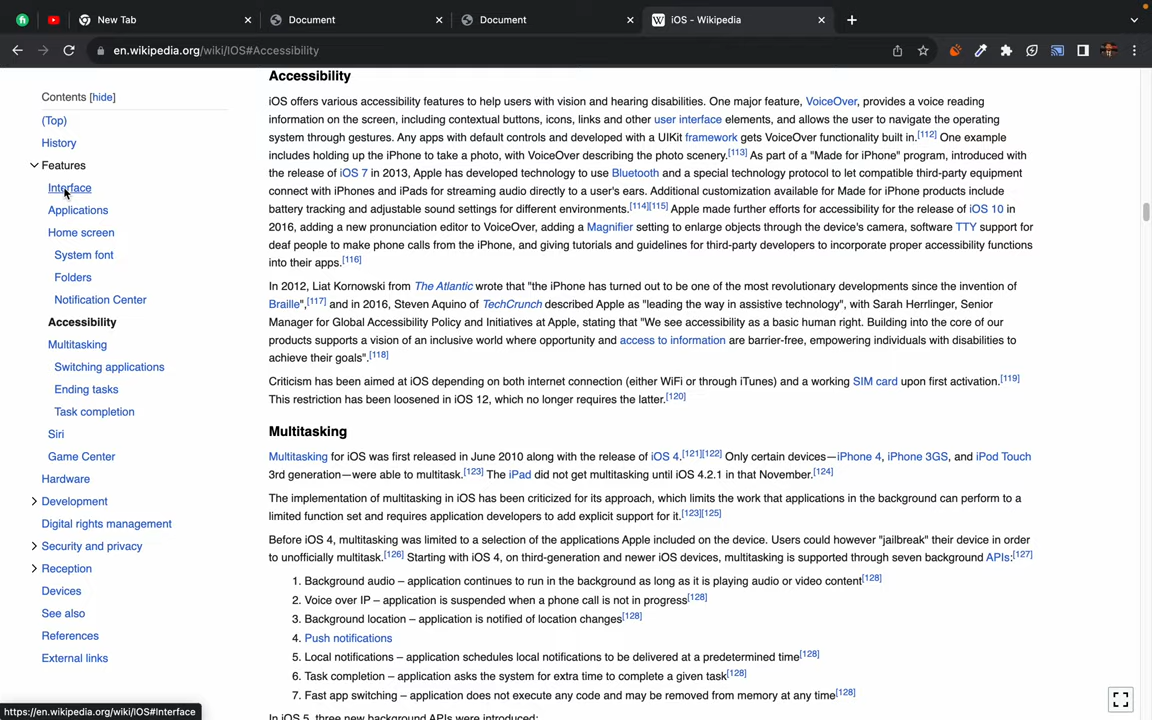 New Tab
Document
Document
iOS - Wikipedia
en.wikipedia.org/wiki/IOS#Accessibility
Contents [hide]
(Top)
History
Features
Interface
Applications
Home screen
System font
Folders
Notification Center
Accessibility
Multitasking
Switching applications
Ending tasks
Task completion
Siri
Game Center
Hardware
Development
Digital rights management
Security and privacy
Reception
Devices
See also
References
External links
Accessibility
iOS offers various accessibility features to help users with vision and hearing disabilities. One major feature, VoiceOver, provides a voice reading
information on the screen, including contextual buttons, icons, links and other user interface elements, and allows the user to navigate the operating
system through gestures. Any apps with default controls and developed with a UIKit framework gets VoiceOver functionality built in.[112] One example
includes holding up the iPhone to take a photo, with VoiceOver describing the photo scenery.[113] As part of a "Made for iPhone" program, introduced with
the release of iOS 7 in 2013, Apple has developed technology to use Bluetooth and a special technology protocol to let compatible third-party equipment
connect with iPhones and iPads for streaming audio directly to a user's ears. Additional customization available for Made for iPhone products include
battery tracking and adjustable sound settings for different environments.[114][115] Apple made further efforts for accessibility for the release of iOS 10 in
2016, adding a new pronunciation editor to VoiceOver, adding a Magnifier setting to enlarge objects through the device's camera, software TTY support for
deaf people to make phone calls from the iPhone, and giving tutorials and guidelines for third-party developers to incorporate proper accessibility functions
into their apps.[116]
In 2012, Liat Kornowski from The Atlantic wrote that "the iPhone has turned out to be one of the most revolutionary developments since the invention of
Braille",[117] and in 2016, Steven Aquino of TechCrunch described Apple as "leading the way in assistive technology", with Sarah Herrlinger, Senior
Manager for Global Accessibility Policy and Initiatives at Apple, stating that "We see accessibility as a basic human right. Building into the core of our
products supports a vision of an inclusive world where opportunity and access to information are barrier-free, empowering individuals with disabilities to
achieve their goals".[118]
Criticism has been aimed at iOS depending on both internet connection (either WiFi or through iTunes) and a working SIM card upon first activation.[119]
This restriction has been loosened in iOS 12, which no longer requires the latter.[120]
Multitasking
Multitasking for iOS was first released in June 2010 along with the release of iOS 4.[121][122] Only certain devices—iPhone 4, iPhone 3GS, and iPod Touch
3rd generation—were able to multitask.[123] The iPad did not get multitasking until iOS 4.2.1 in that November.[124]
The implementation of multitasking in iOS has been criticized for its approach, which limits the work that applications in the background can perform to a
limited function set and requires application developers to add explicit support for it.[123][125]
Before iOS 4, multitasking was limited to a selection of the applications Apple included on the device. Users could however "jailbreak" their device in order
to unofficially multitask.[126] Starting with iOS 4, on third-generation and newer iOS devices, multitasking is supported through seven background APIs:[127]
1. Background audio – application continues to run in the background as long as it is playing audio or video content[128]
2. Voice over IP – application is suspended when a phone call is not in progress[128]
3. Background location – application is notified of location changes[128]
4. Push notifications
5. Local notifications – application schedules local notifications to be delivered at a predetermined time[128]
6. Task completion – application asks the system for extra time to complete a given task[128]
7. Fast app switching – application does not execute any code and may be removed from memory at any time[128]
In iOS 5, three new background APIs were introduced:
https://en.wikipedia.org/wiki/IOS#Interface